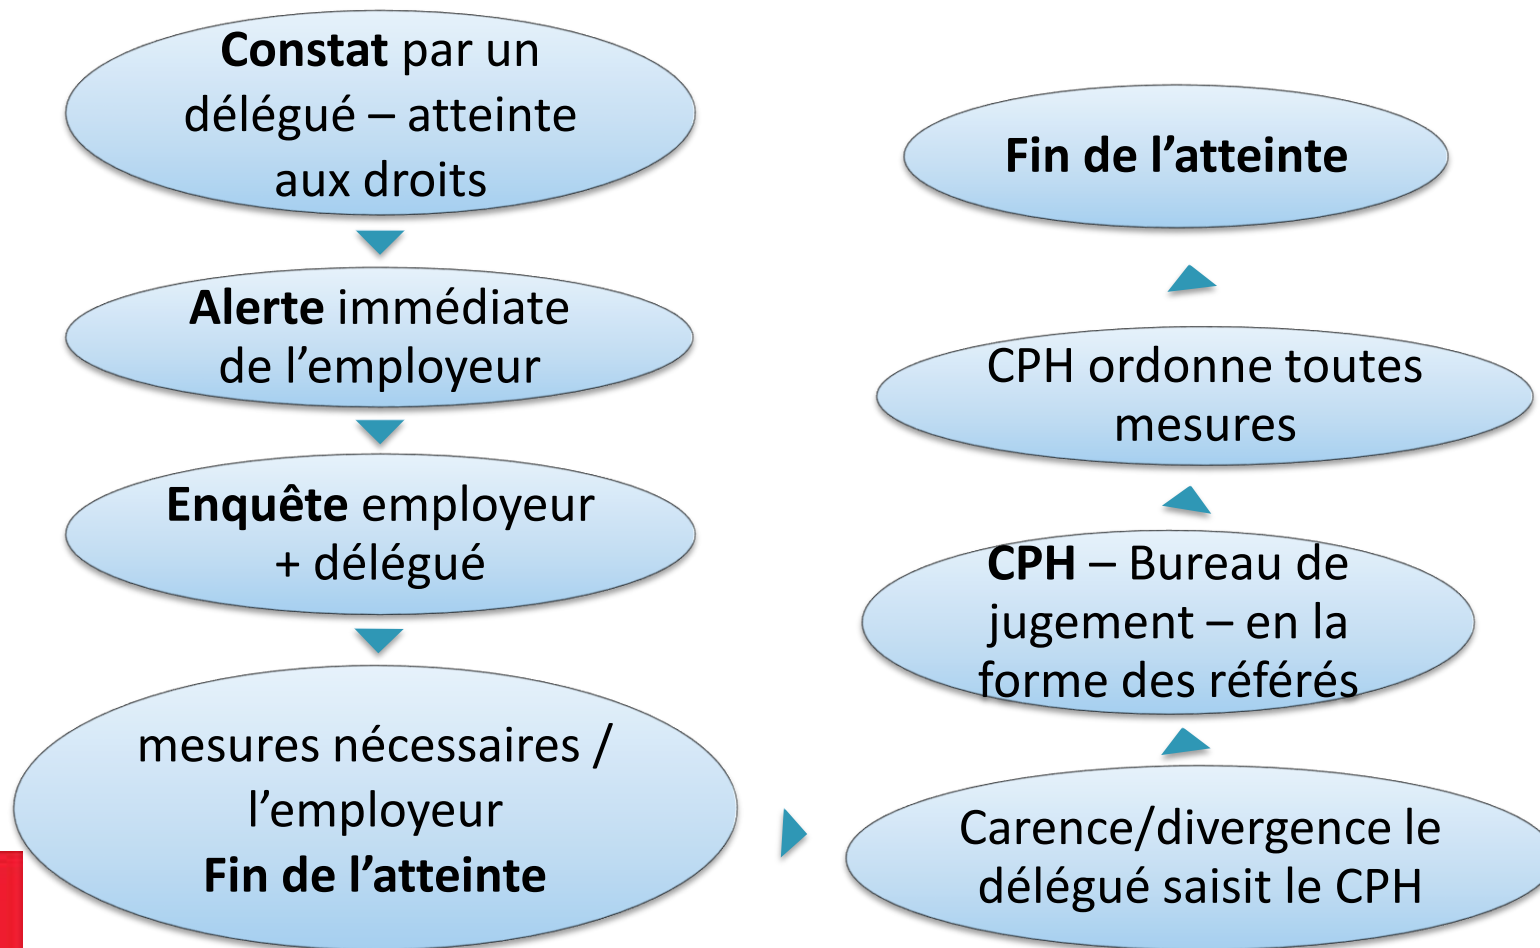 Constat par un
délégué – atteinte
aux droits
Alerte immédiate
de l’employeur
Enquête employeur
+ délégué
mesures nécessaires /
l’employeur
Fin de l’atteinte
Carence/divergence le
délégué saisit le CPH
CPH – Bureau de
jugement – en la
forme des référés
CPH ordonne toutes
mesures
Fin de l’atteinte